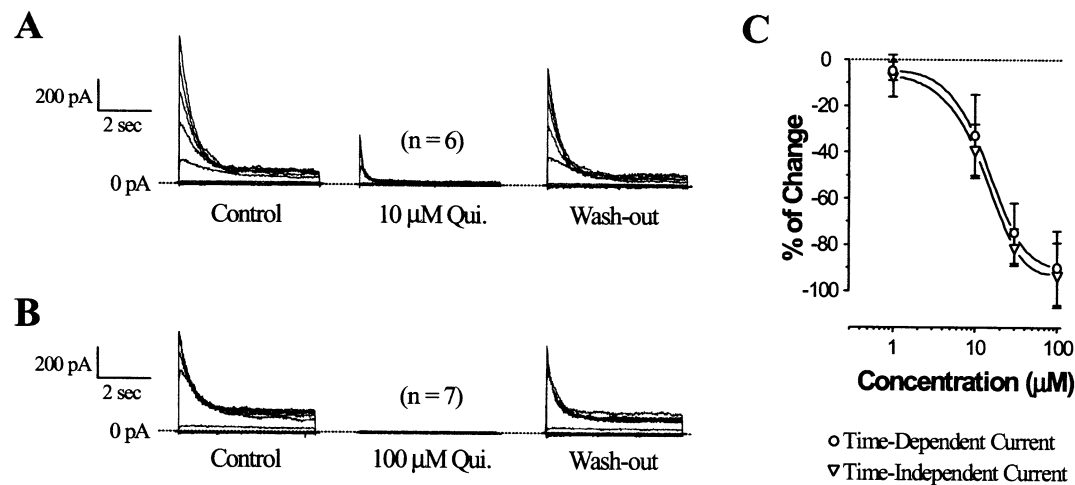 A
200 pA
2 sec
(n = 6)
0 pA
Control
10 µM Qui.
Wash-out
B
200 pA
2 sec
(n = 7)
0 pA
Control
100 µM Qui.
Wash-out
C
% of Change
0
-20
-40
-60
-80
-100
1 10 100
Concentration (µM)
Time-Dependent Current
Time-Independent Current